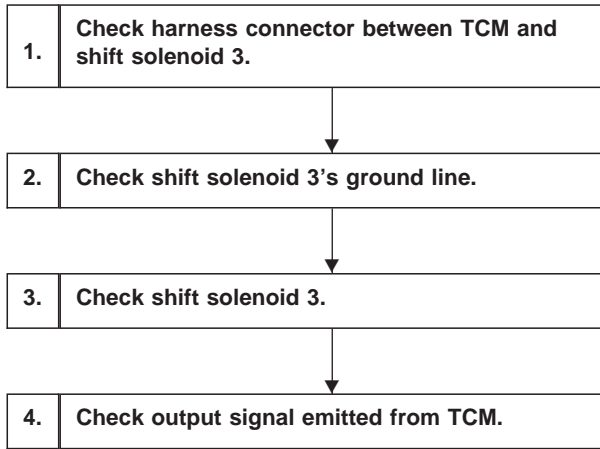 1. Check harness connector between TCM and
shift solenoid 3.
2. Check shift solenoid 3’s ground line.
3. Check shift solenoid 3.
4. Check output signal emitted from TCM.